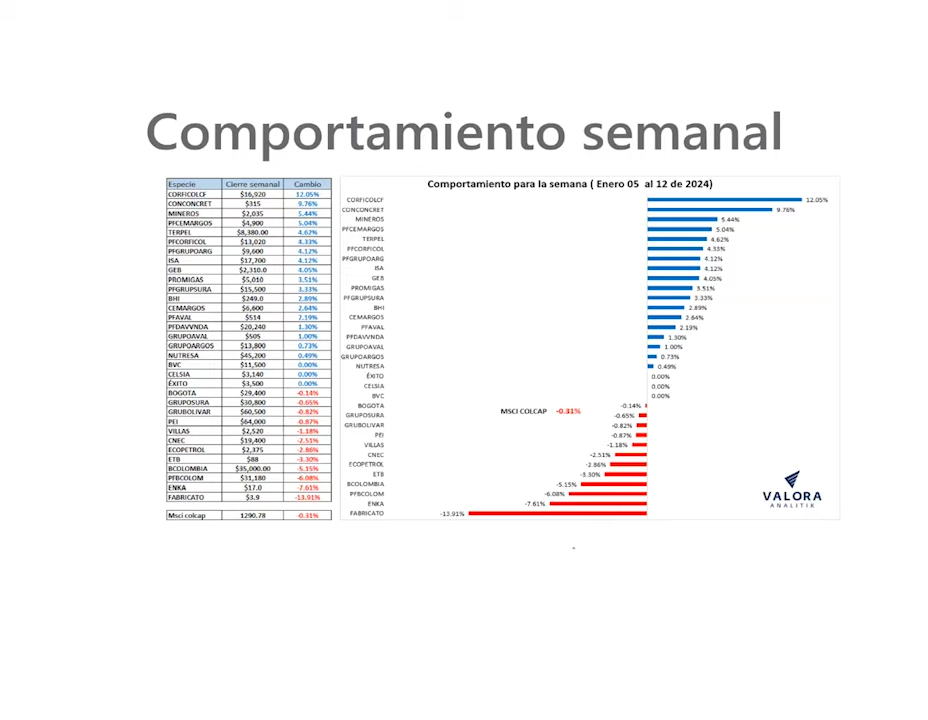 Comportamiento semanal
Especie Cierre semanal Cambio
CORFICOLCF $16,920 12.05%
CONCONCRET $315 9.76%
MINEROS $2,035 5.44%
PFCEMARGOS $4,900 5.04%
TERPEL $8,380.00 4.62%
PFCORFICOL $13,020 4.33%
PFGRUPOARG $9,600 4.12%
ISA $17,700 4.12%
GEB $2,310.0 4.05%
PROMIGAS $5,010 3.51%
PFGRUPSURA $15,500 3.33%
BHI $249.0 2.89%
CEMARGOS $6,600 2.64%
PFAVAL $514 2.19%
PFDAVVNDA $20,240 1.30%
GRUPOAVAL $505 1.00%
GRUPOARGOS $13,800 0.73%
NUTRESA $45,200 0.49%
BVC $11,500 0.00%
CELSIA $3,140 0.00%
ÉXITO $3,500 0.00%
BOGOTA $29,400 -0.14%
GRUPOSURA $30,800 -0.65%
GRUBOLIVAR $60,500 -0.82%
PEI $64,000 -0.87%
VILLAS $2,520 -1.18%
CNEC $19,400 -2.51%
ECOPETROL $2,375 -2.86%
ETB $88 -3.30%
BCOLOMBIA $35,000.00 -5.15%
PFBCOLOM $31,180 -6.08%
ENKA $17.0 -7.61%
FABRICATO $3.9 -13.91%
Msci colcap 1290.78 -0.31%
Comportamiento para la semana ( Enero 05 al 12 de 2024)
CORFICOLCF 12.05%
CONCONCRET 9.76%
MINEROS 5.44%
PFCEMARGOS 5.04%
TERPEL 4.62%
PFCORFICOL 4.33%
PFGRUPOARG 4.12%
ISA 4.12%
GEB 4.05%
PROMIGAS 3.51%
PFGRUPSURA 3.33%
BHI 2.89%
CEMARGOS 2.64%
PFAVAL 2.19%
PFDAVVNDA 1.30%
GRUPOAVAL 1.00%
GRUPOARGOS 0.73%
NUTRESA 0.49%
ÉXITO 0.00%
CELSIA 0.00%
BVC 0.00%
BOGOTA -0.14%
MSCI COLCAP -0.31%
GRUPOSURA -0.65%
GRUBOLIVAR -0.82%
PEI -0.87%
VILLAS -1.18%
CNEC -2.51%
ECOPETROL -2.86%
ETB -3.30%
BCOLOMBIA -5.15%
PFBCOLOM -6.08%
ENKA -7.61%
FABRICATO -13.91%
VALORA
ANALITIK